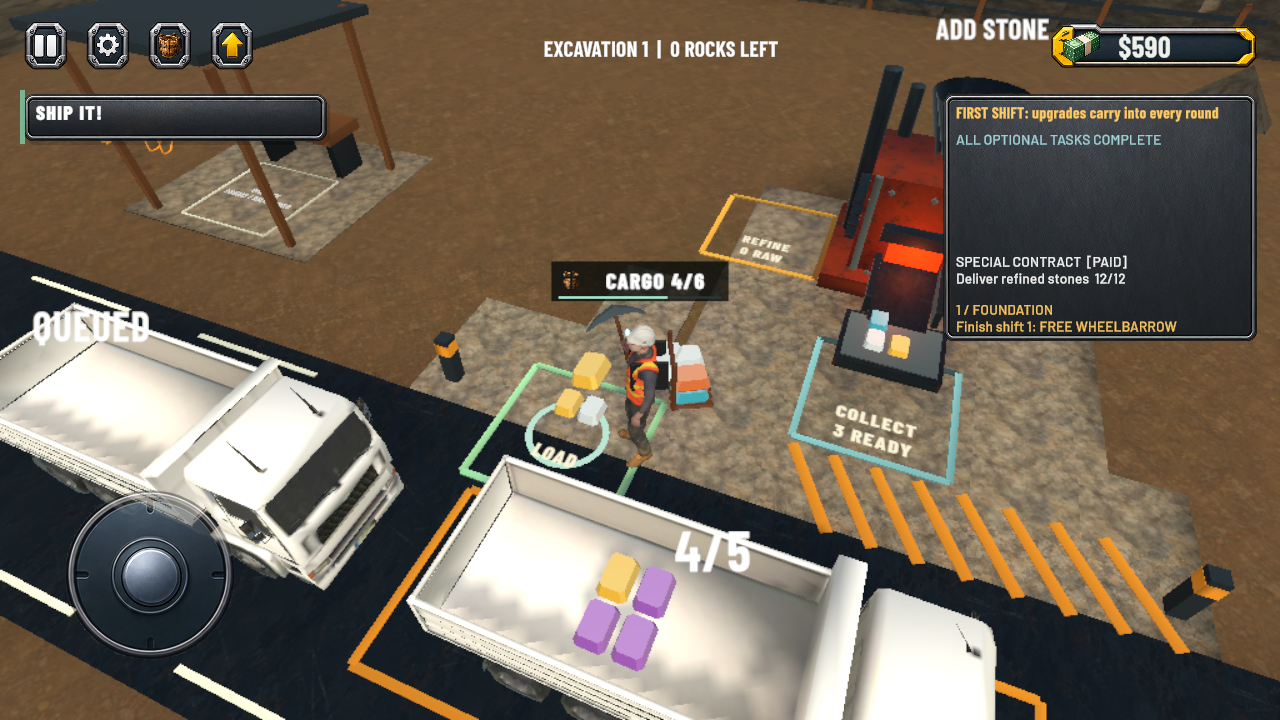 ADD STONE
$590
EXCAVATION 1 | 0 ROCKS LEFT
SHIP IT!
FIRST SHIFT: upgrades carry into every round
ALL OPTIONAL TASKS COMPLETE
SPECIAL CONTRACT [PAID]
Deliver refined stones 12/12
1 / FOUNDATION
Finish shift 1: FREE WHEELBARROW
REFINE
0 RAW
CARGO 4/6
QUEUED
COLLECT
3 READY
LOAD
4/5